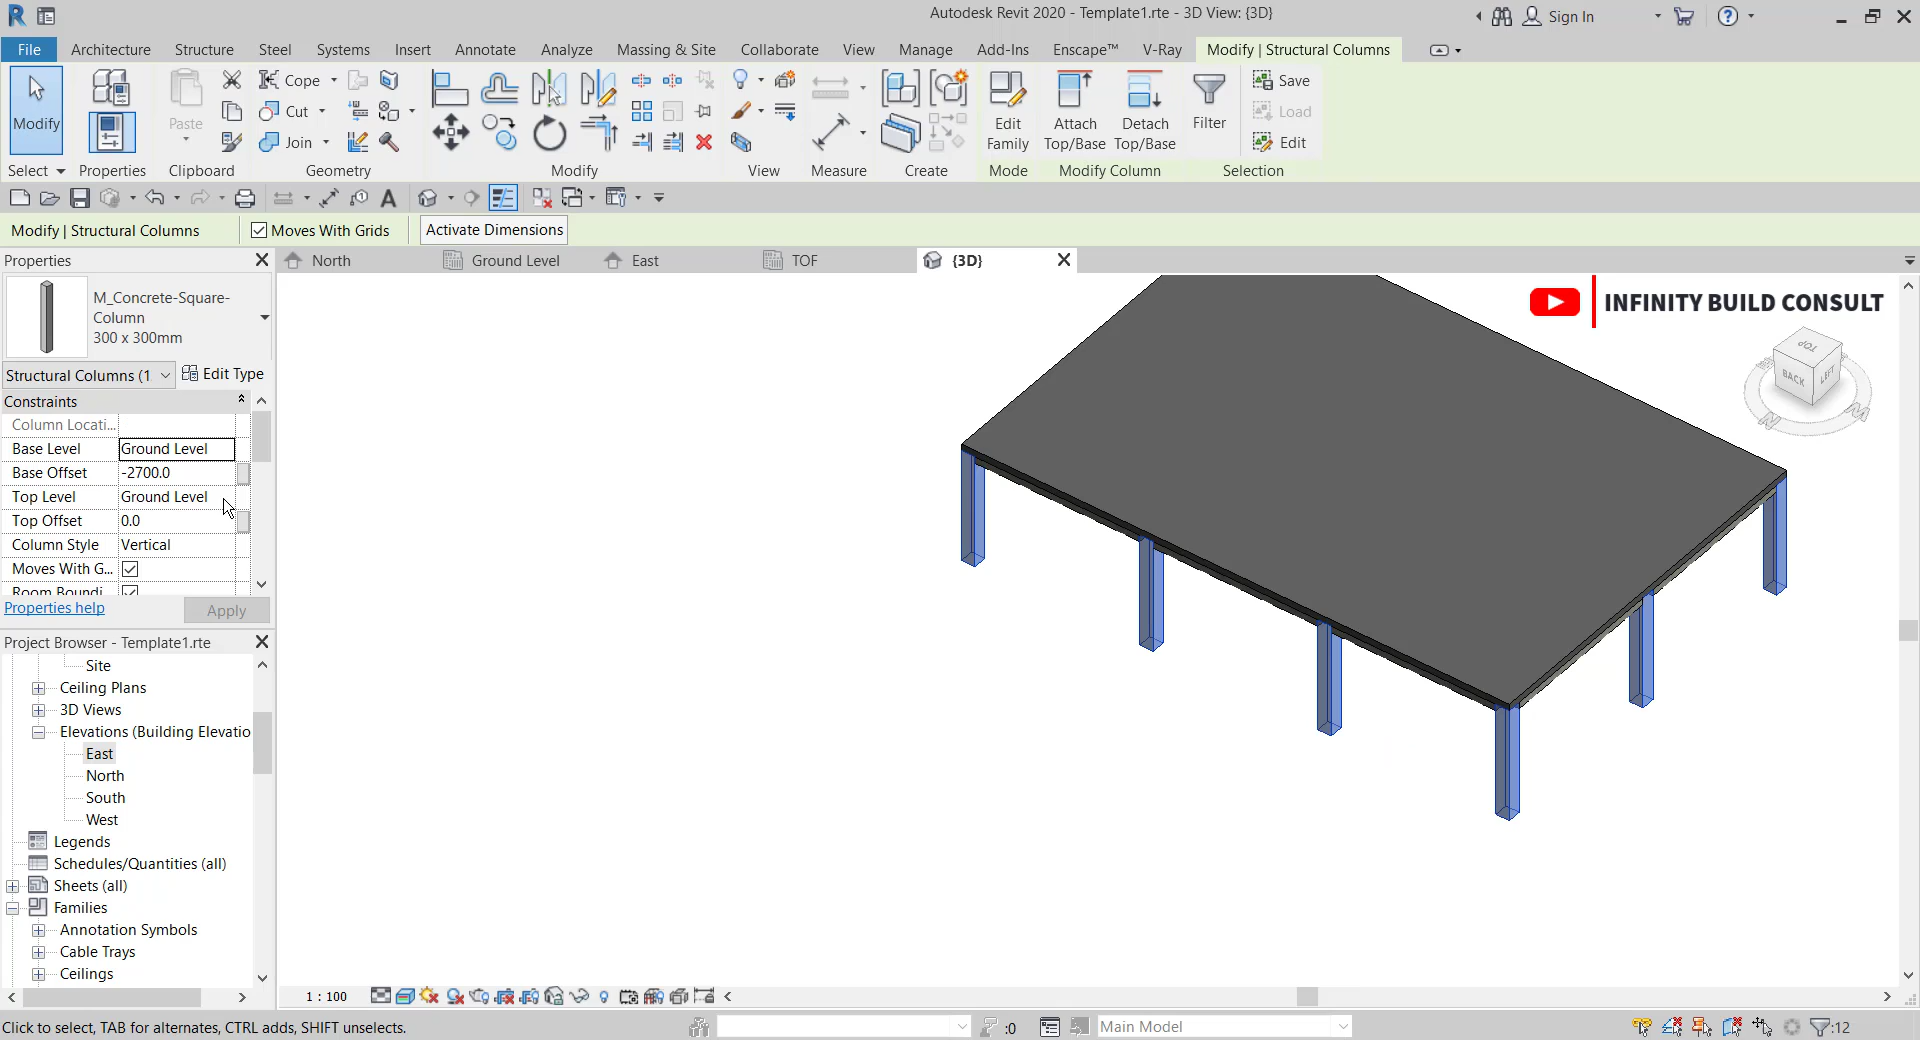 Autodesk Revit 2020 - Template1.rte - 3D View: {3D}
Sign In
File Architecture Structure Steel Systems Insert Annotate Analyze Massing & Site Collaborate View Manage Add-Ins Enscape™ V-Ray Modify | Structural Columns
Modify
Paste
Cope
Cut
Join
Edit
Family
Attach
Top/Base
Detach
Top/Base
Filter
Save
Load
Edit
Select Properties Clipboard Geometry Modify View Measure Create Mode Modify Column Selection
Modify | Structural Columns
Moves With Grids
Activate Dimensions
Properties
North
Ground Level
East
TOF
{3D}
M_Concrete-Square-
Column
300 x 300mm
Structural Columns (1
Edit Type
Constraints
Column Locati...
Base Level Ground Level
Base Offset -2700.0
Top Level Ground Level
Top Offset 0.0
Column Style Vertical
Moves With G...
Room Boundi
Properties help
Apply
INFINITY BUILD CONSULT
TOP
BACK
LEFT
Project Browser - Template1.rte
Site
Ceiling Plans
3D Views
Elevations (Building Elevatio
East
North
South
West
Legends
Schedules/Quantities (all)
Sheets (all)
Families
Annotation Symbols
Cable Trays
Ceilings
1 : 100
Click to select, TAB for alternates, CTRL adds, SHIFT unselects.
:0
Main Model
:12